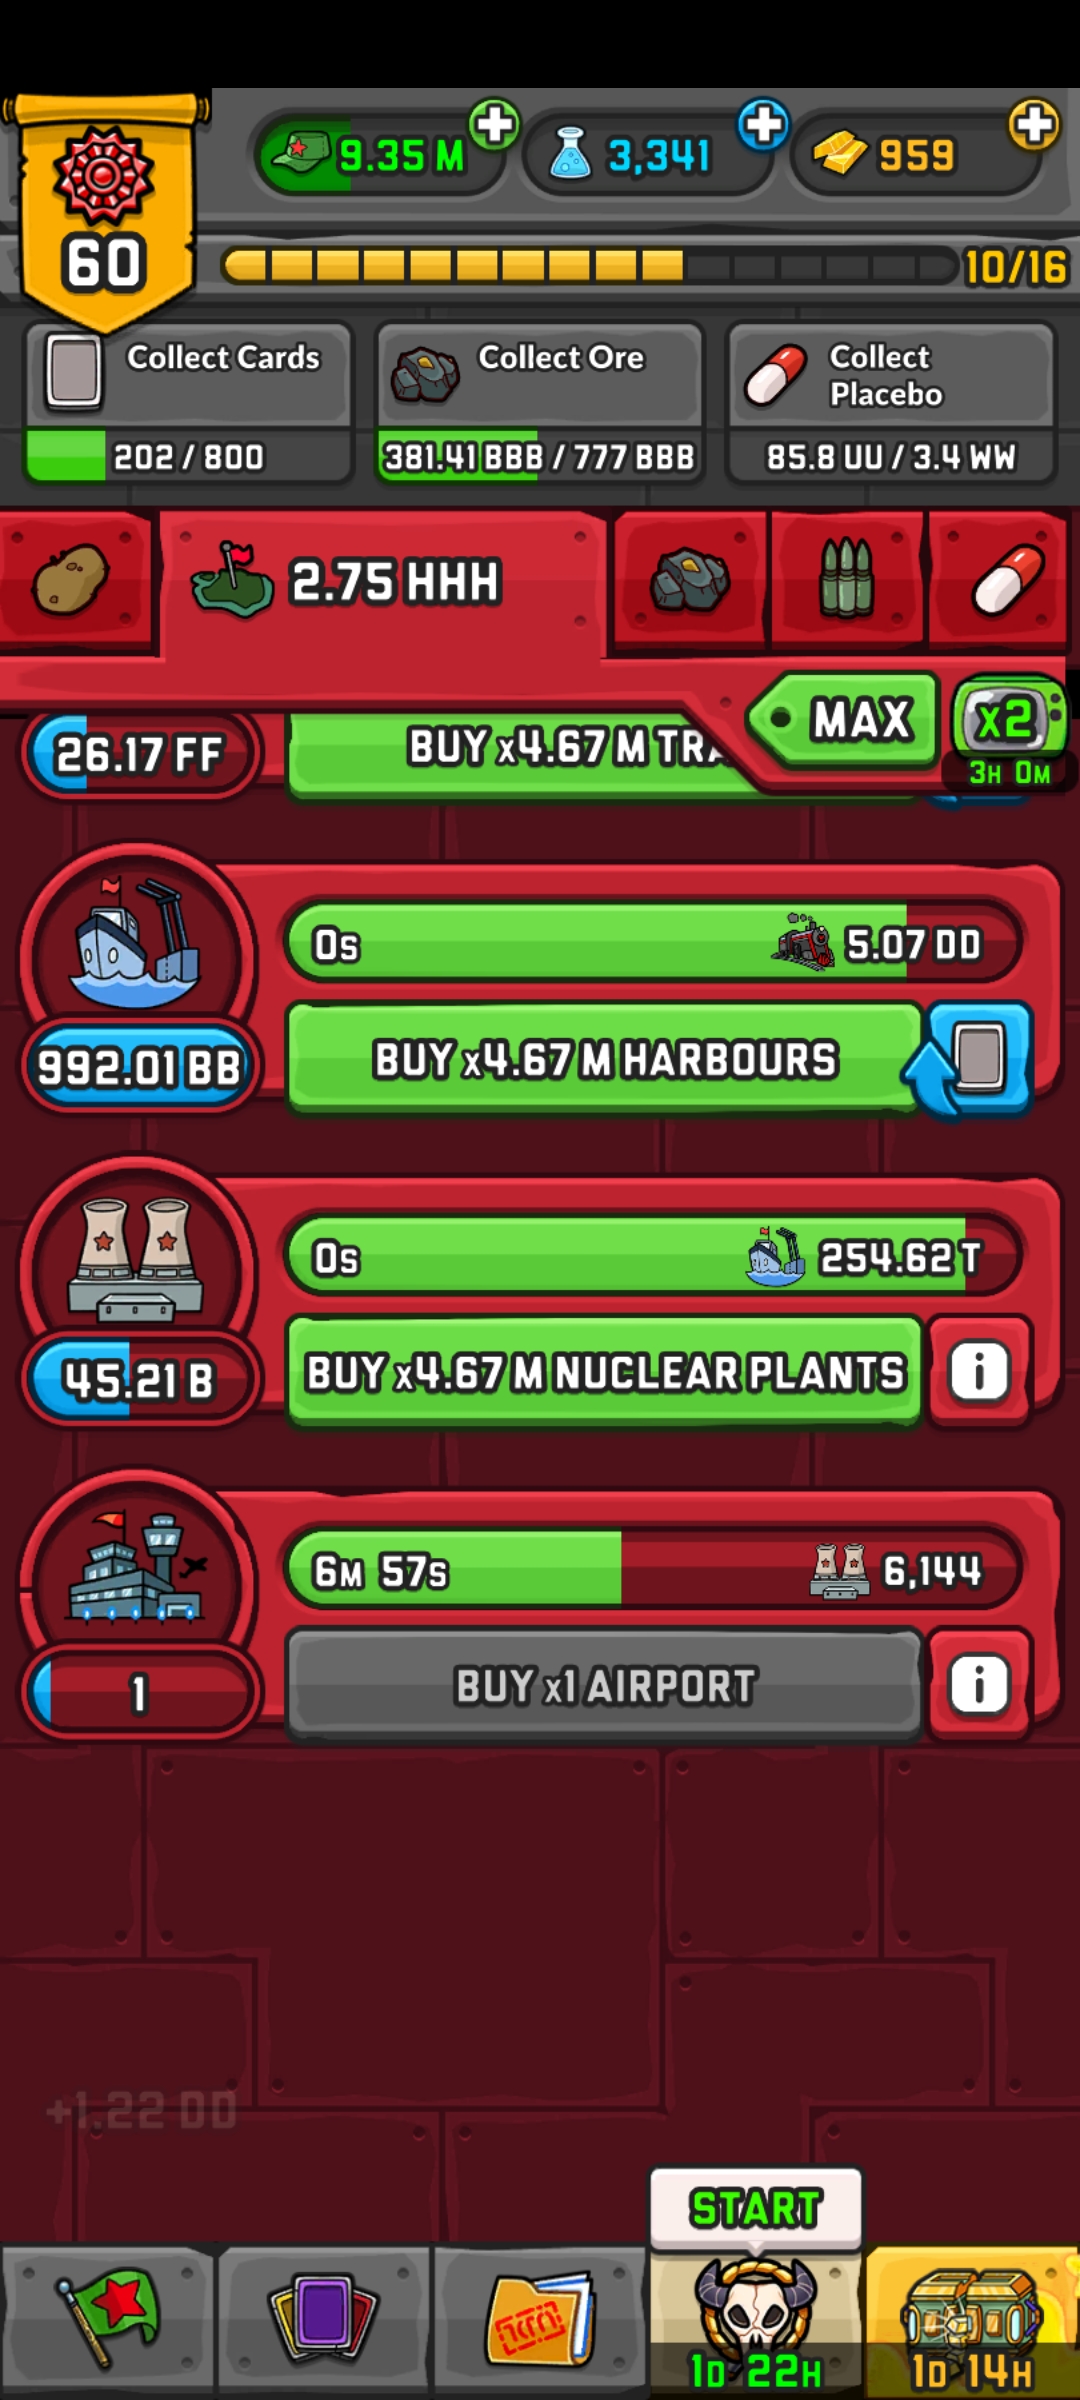 60
9.35 M
3,341
959
10/16
Collect Cards
202 / 800
Collect Ore
381.41 BBB / 777 BBB
Collect
Placebo
85.8 UU / 3.4 WW
2.75 HHH
MAX
x2
3H 0M
26.17 FF
BUY x4.67 M TRA
0s
5.07 DD
992.01 BB
BUY x4.67 M HARBOURS
0s
254.62 T
45.21 B
BUY x4.67 M NUCLEAR PLANTS
i
6M 57s
6,144
1
BUY x1 AIRPORT
i
+1.22 DD
START
1D 22H
1D 14H